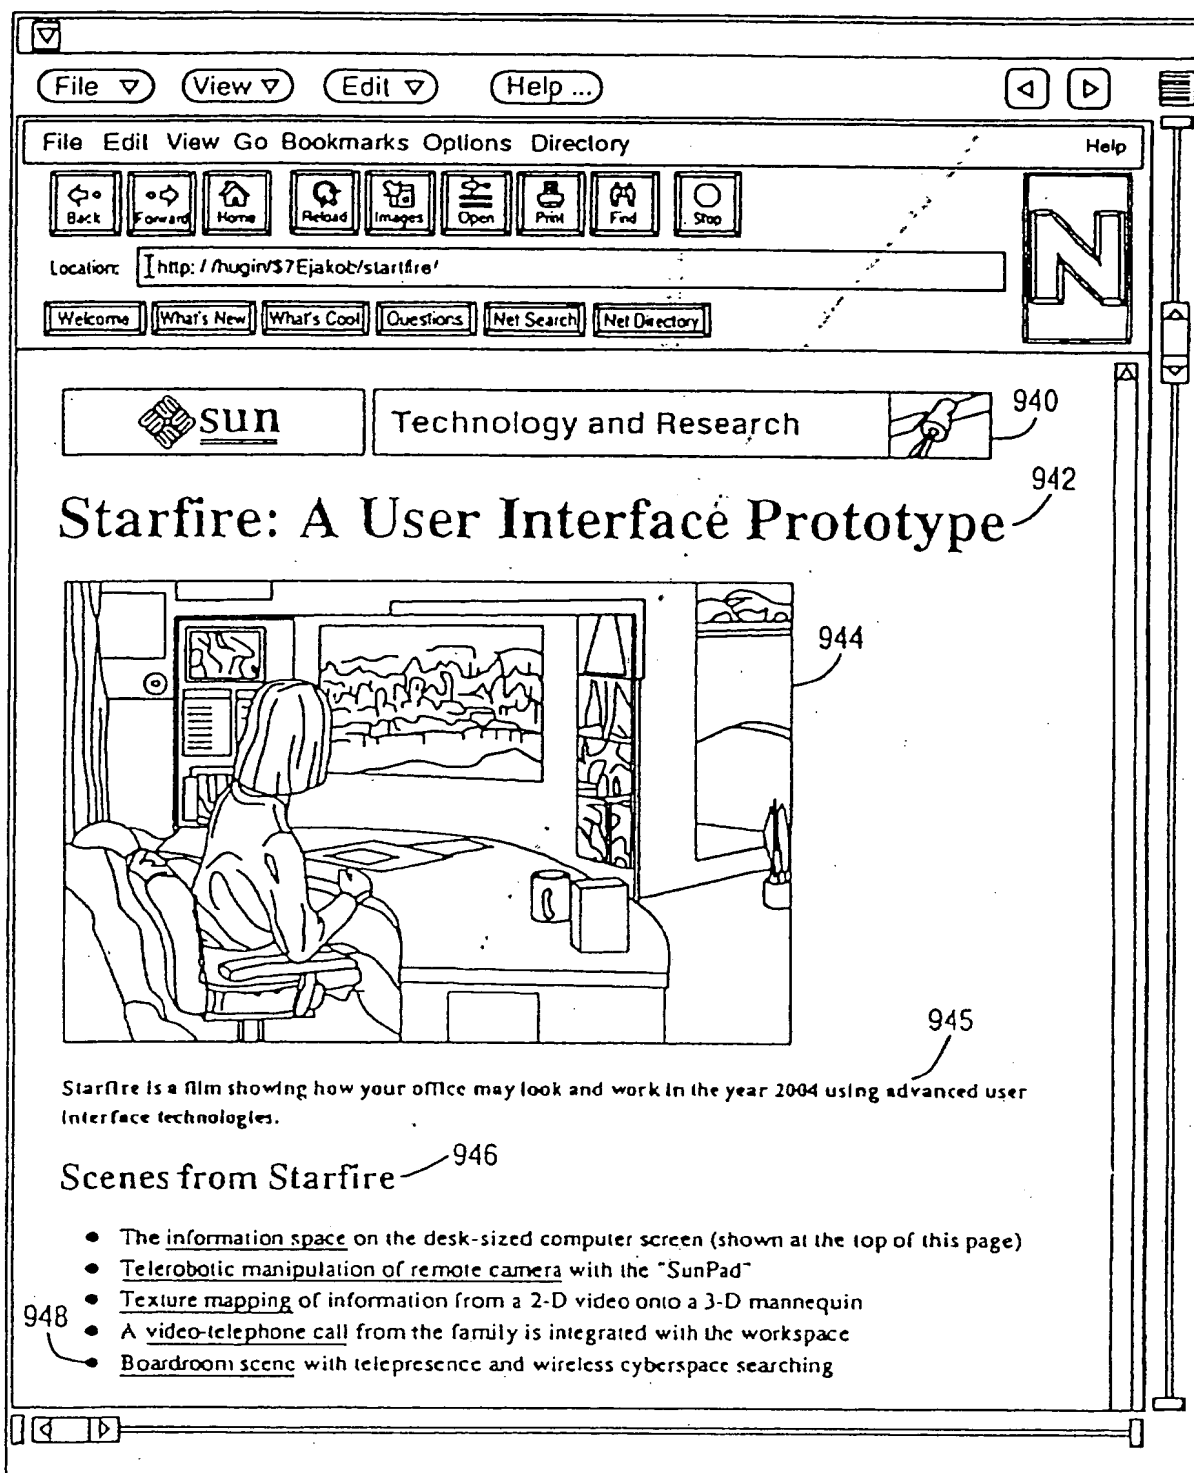 File View Edit Help ...
File Edit View Go Bookmarks Options Directory Help
Back Forward Home Reload Images Open Print Find Stop
N
Location: http: / /hugin/$7Ejakob/startfire/
Welcome What's New What's Cool Questions Net Search Net Directory
sun Technology and Research 940
942
Starfire: A User Interface Prototype
944
945
Starfire is a film showing how your office may look and work in the year 2004 using advanced user
interface technologies.
946
Scenes from Starfire
• The information space on the desk-sized computer screen (shown at the top of this page)
• Telerobotic manipulation of remote camera with the "SunPad"
• Texture mapping of information from a 2-D video onto a 3-D mannequin
948
• A video-telephone call from the family is integrated with the workspace
• Boardroom scene with telepresence and wireless cyberspace searching